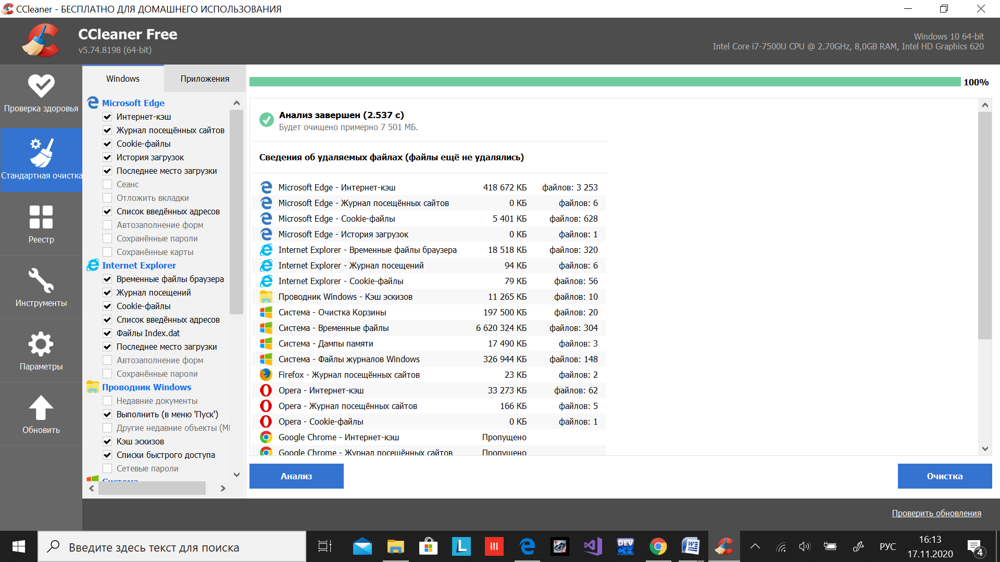 CCleaner - БЕСПЛАТНО ДЛЯ ДОМАШНЕГО ИСПОЛЬЗОВАНИЯ
CCleaner Free
v5.74.8198 (64-bit)
Windows 10 64-bit
Intel Core i7-7500U CPU @ 2.70GHz, 8,0GB RAM, Intel HD Graphics 620
Проверка здоровья
Стандартная очистка
Реестр
Инструменты
Параметры
Обновить
Windows
Приложения
Microsoft Edge
Интернет-кэш
Журнал посещённых сайтов
Cookie-файлы
История загрузок
Последнее место загрузки
Сеанс
Отложить вкладки
Список введённых адресов
Автозаполнение форм
Сохранённые пароли
Сохранённые карты
Internet Explorer
Временные файлы браузера
Журнал посещений
Cookie-файлы
Список введённых адресов
Файлы Index.dat
Последнее место загрузки
Автозаполнение форм
Сохранённые пароли
Проводник Windows
Недавние документы
Выполнить (в меню 'Пуск')
Другие недавние объекты
Кэш эскизов
Списки быстрого доступа
Сетевые пароли
Система
100%
Анализ завершен (2.537 с)
Будет очищено примерно 7 501 МБ.
Сведения об удаляемых файлах (файлы ещё не удалялись)
Microsoft Edge - Интернет-кэш 418 672 КБ файлов: 3 253
Microsoft Edge - Журнал посещённых сайтов 0 КБ файлов: 6
Microsoft Edge - Cookie-файлы 5 401 КБ файлов: 628
Microsoft Edge - История загрузок 0 КБ файлов: 1
Internet Explorer - Временные файлы браузера 18 518 КБ файлов: 320
Internet Explorer - Журнал посещений 94 КБ файлов: 6
Internet Explorer - Cookie-файлы 79 КБ файлов: 56
Проводник Windows - Кэш эскизов 11 265 КБ файлов: 10
Система - Очистка Корзины 197 500 КБ файлов: 20
Система - Временные файлы 6 620 324 КБ файлов: 304
Система - Дампы памяти 17 490 КБ файлов: 3
Система - Файлы журналов Windows 326 944 КБ файлов: 148
Firefox - Журнал посещённых сайтов 23 КБ файлов: 2
Opera - Интернет-кэш 33 273 КБ файлов: 62
Opera - Журнал посещённых сайтов 166 КБ файлов: 5
Opera - Cookie-файлы 0 КБ файлов: 1
Google Chrome - Интернет-кэш Пропущено
Google Chrome - Журнал посещённых сайтов Пропущено
Анализ
Очистка
Проверить обновления
Введите здесь текст для поиска
L
DEV
C++
РУС
16:13
17.11.2020
4